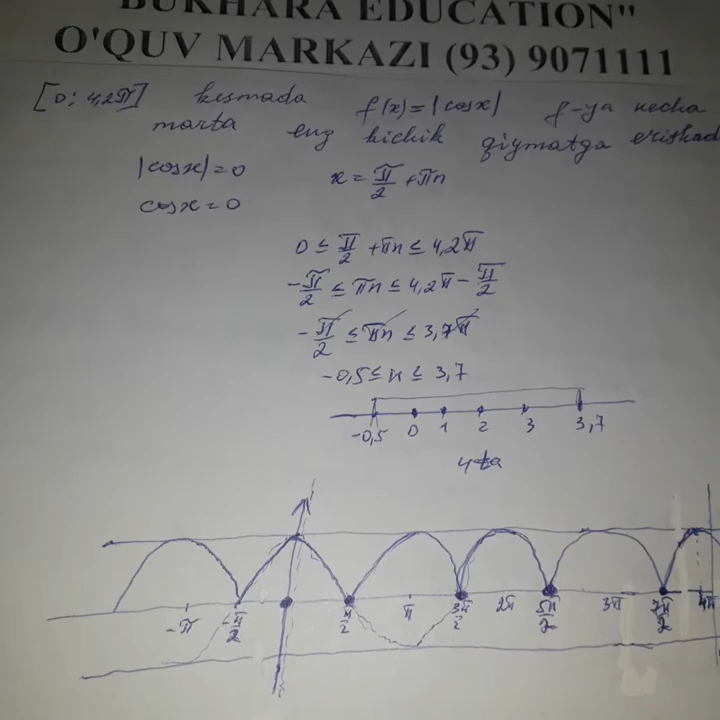 BUKHARA EDUCATION"
O'QUV MARKAZI (93) 9071111
[0; 4,2π] kesmada f(x)=|cosx| f-ya necha
marta eng kichik qiymatga erishad
|cosx|=0 x = π/2 + πn
cosx = 0
0 ≤ π/2 + πn ≤ 4,2π
-π/2 ≤ πn ≤ 4,2π - π/2
-π/2 ≤ πn ≤ 3,7π
-0,5 ≤ n ≤ 3,7
-0,5 0 1 2 3 3,7
4 ta
-π -π/2 π/2 π 3π/2 2π 5π/2 3π 7π/2 4π